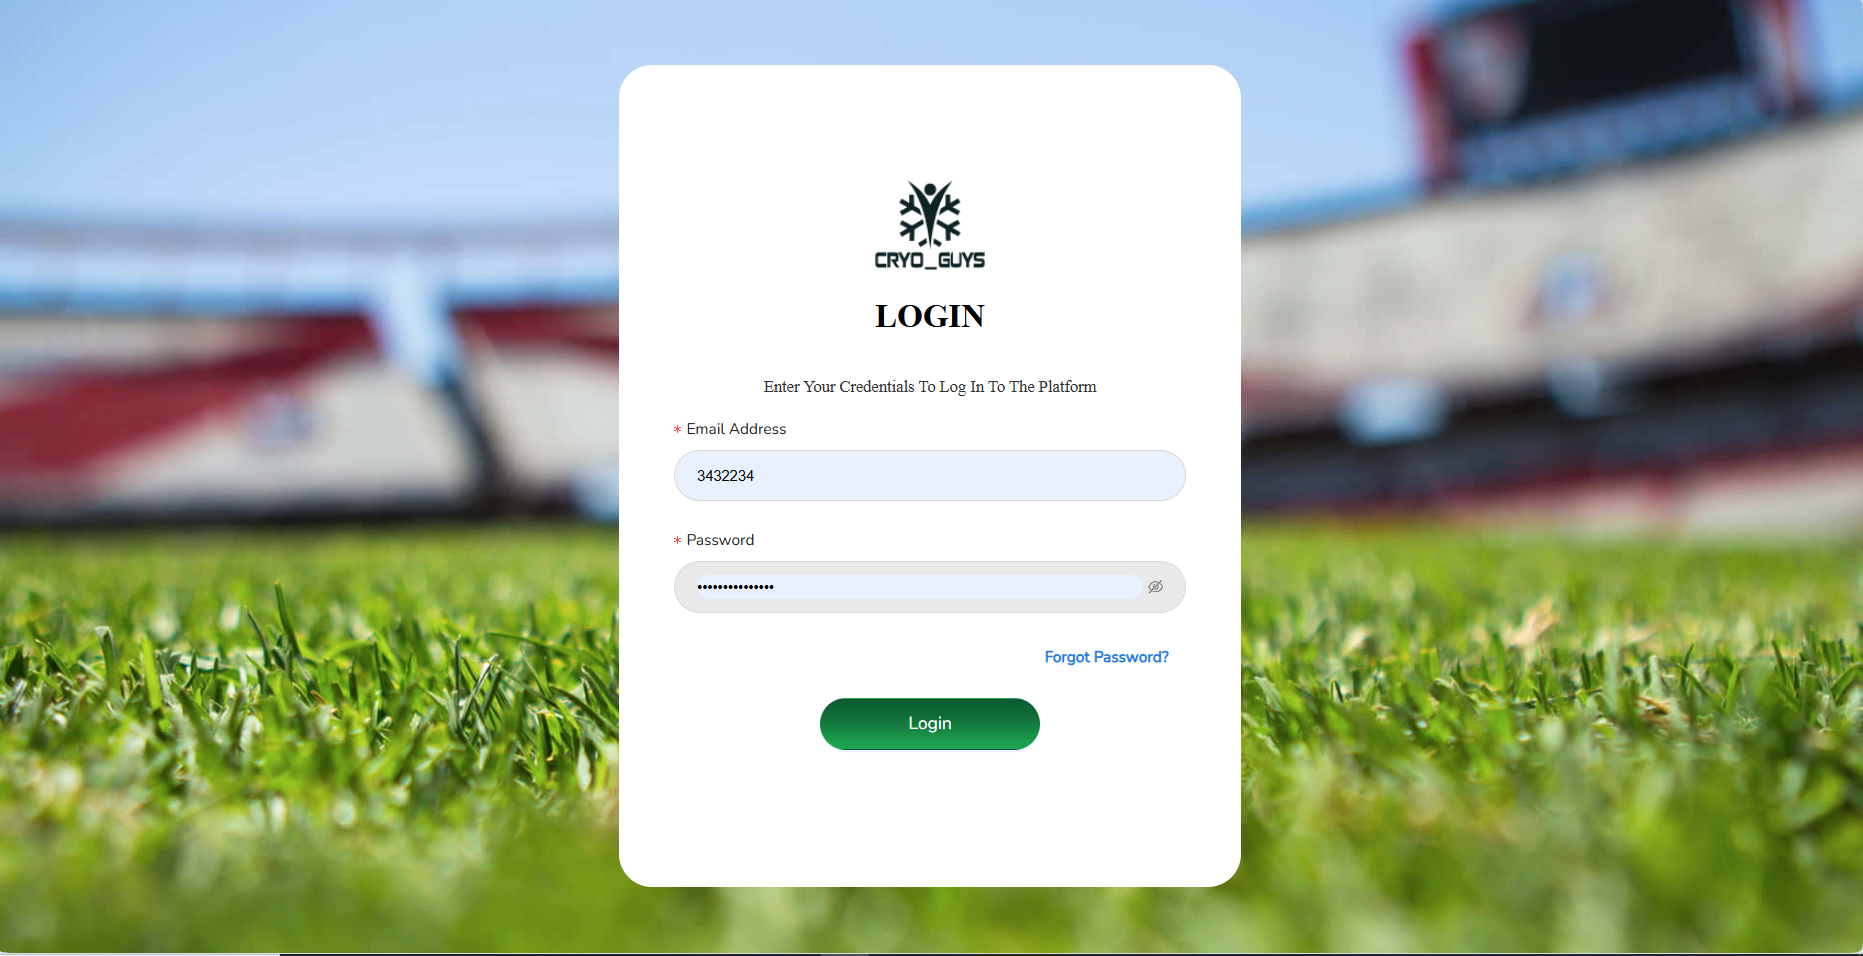 CRYO_GUYS
LOGIN
Enter Your Credentials To Log In To The Platform
* Email Address
3432234
* Password
•••••••••••••••
Forgot Password?
Login